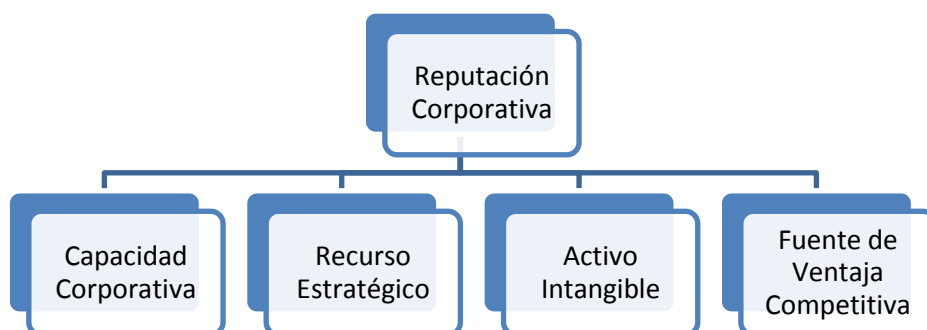 Reputación
Corporativa
Capacidad
Corporativa
Recurso
Estratégico
Activo
Intangible
Fuente de
Ventaja
Competitiva